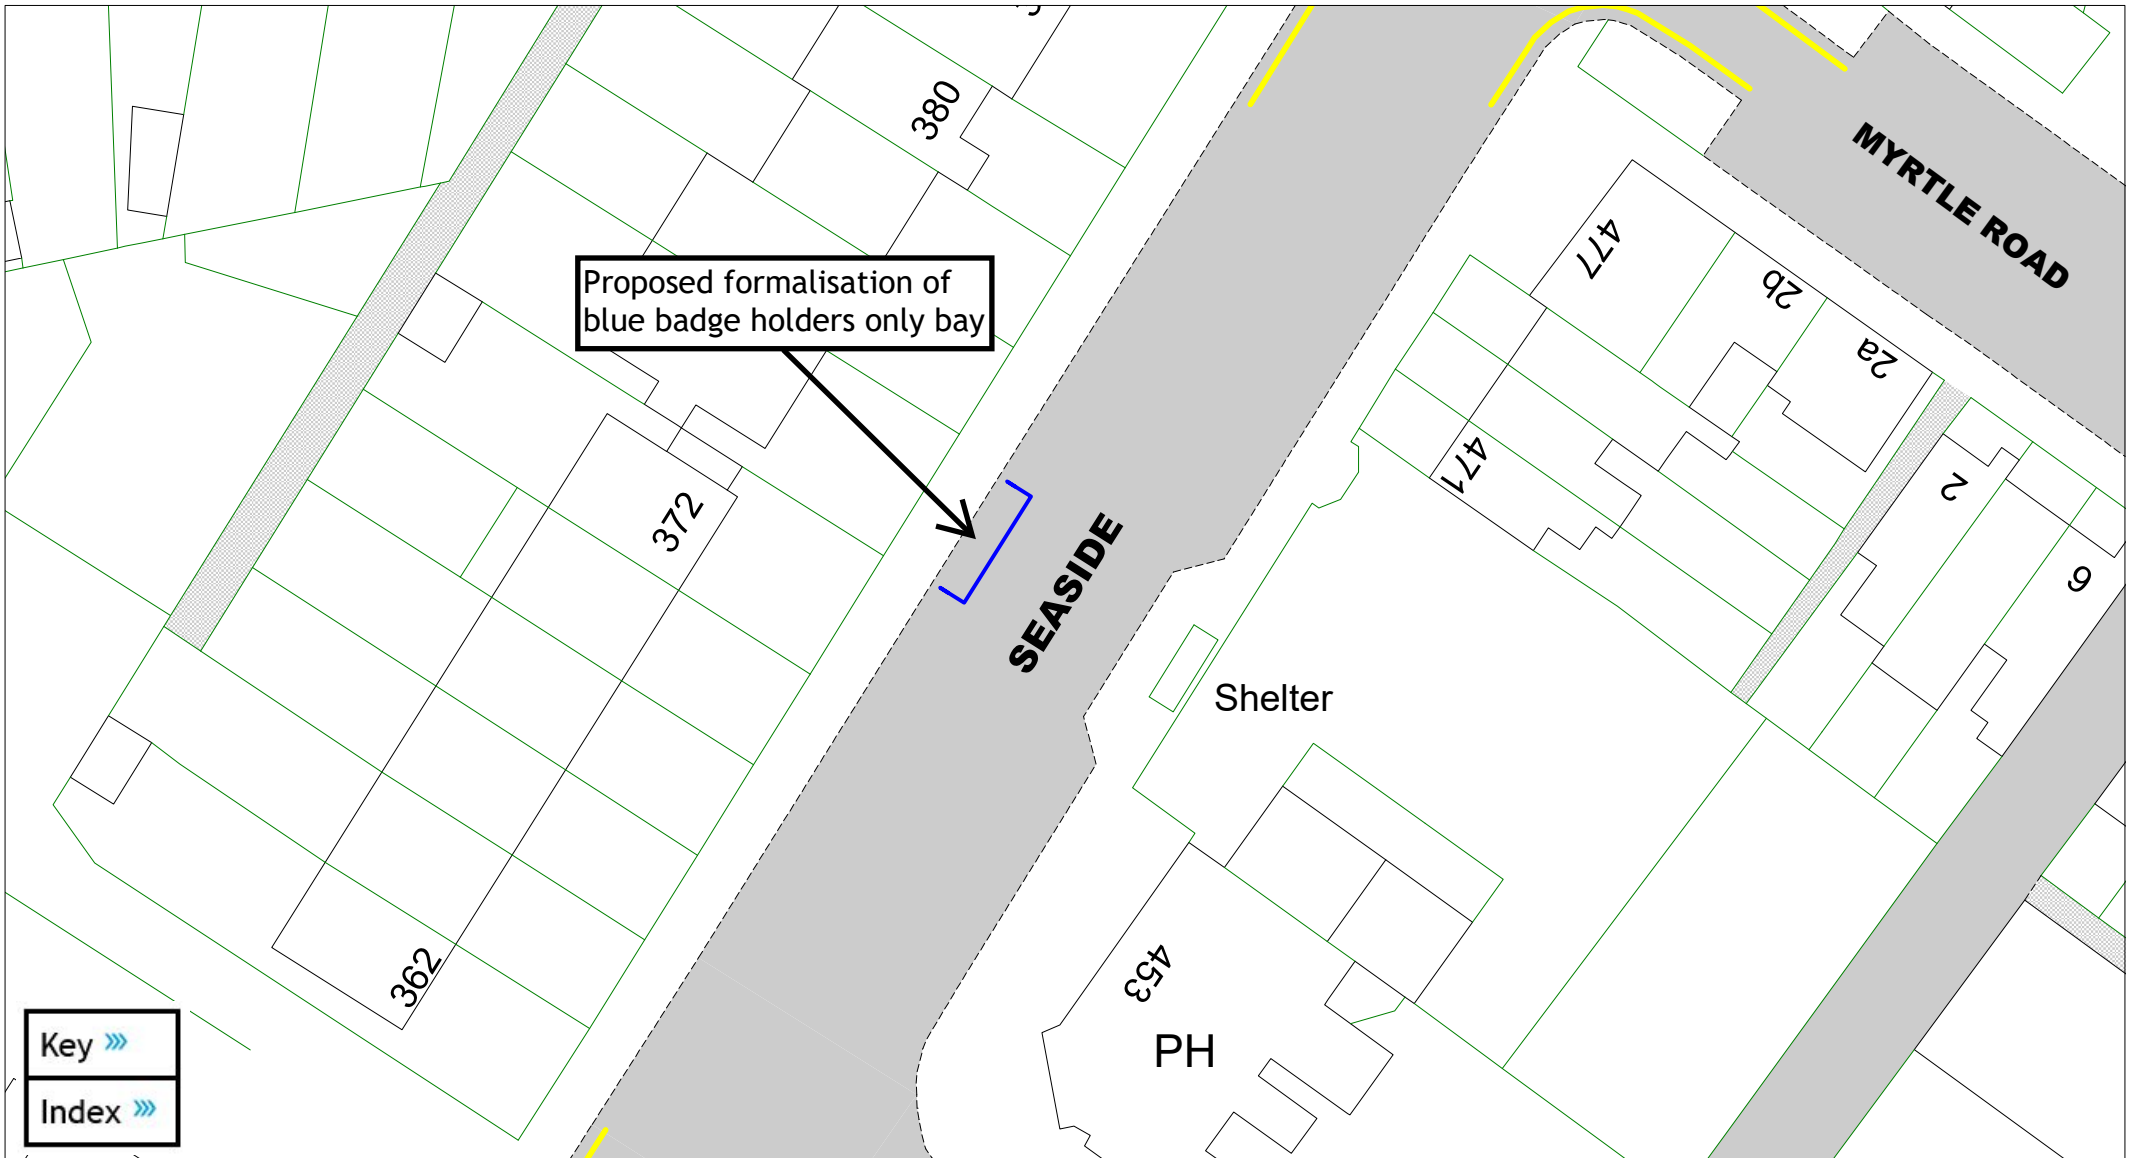 380
MYRTLE ROAD
477
2b
2a
Proposed formalisation of
blue badge holders only bay
471
2
372
6
SEASIDE
Shelter
453
362
PH
Key
Index